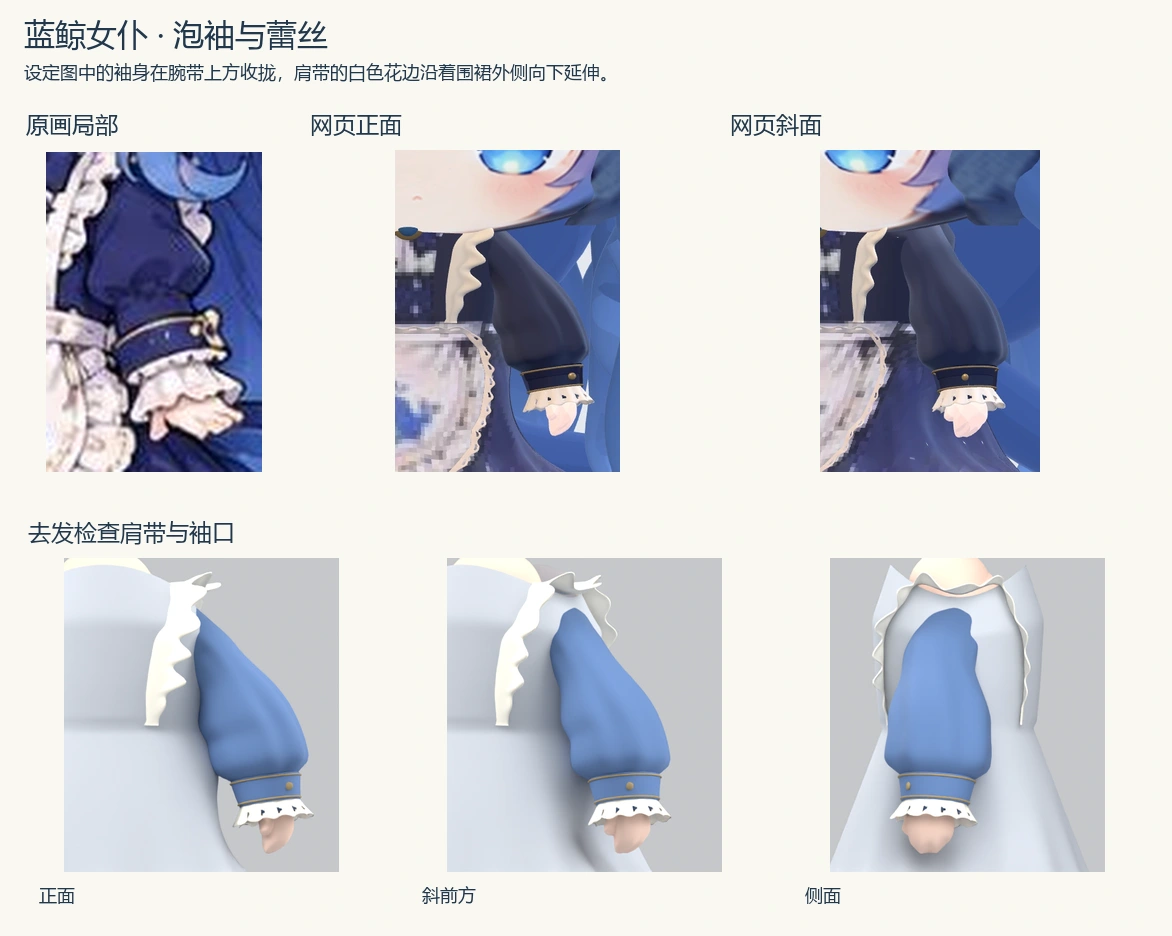 蓝鲸女仆 · 泡袖与蕾丝
设定图中的袖身在腕带上方收拢，肩带的白色花边沿着围裙外侧向下延伸。
原画局部
网页正面
网页斜面
去发检查肩带与袖口
正面
斜前方
侧面